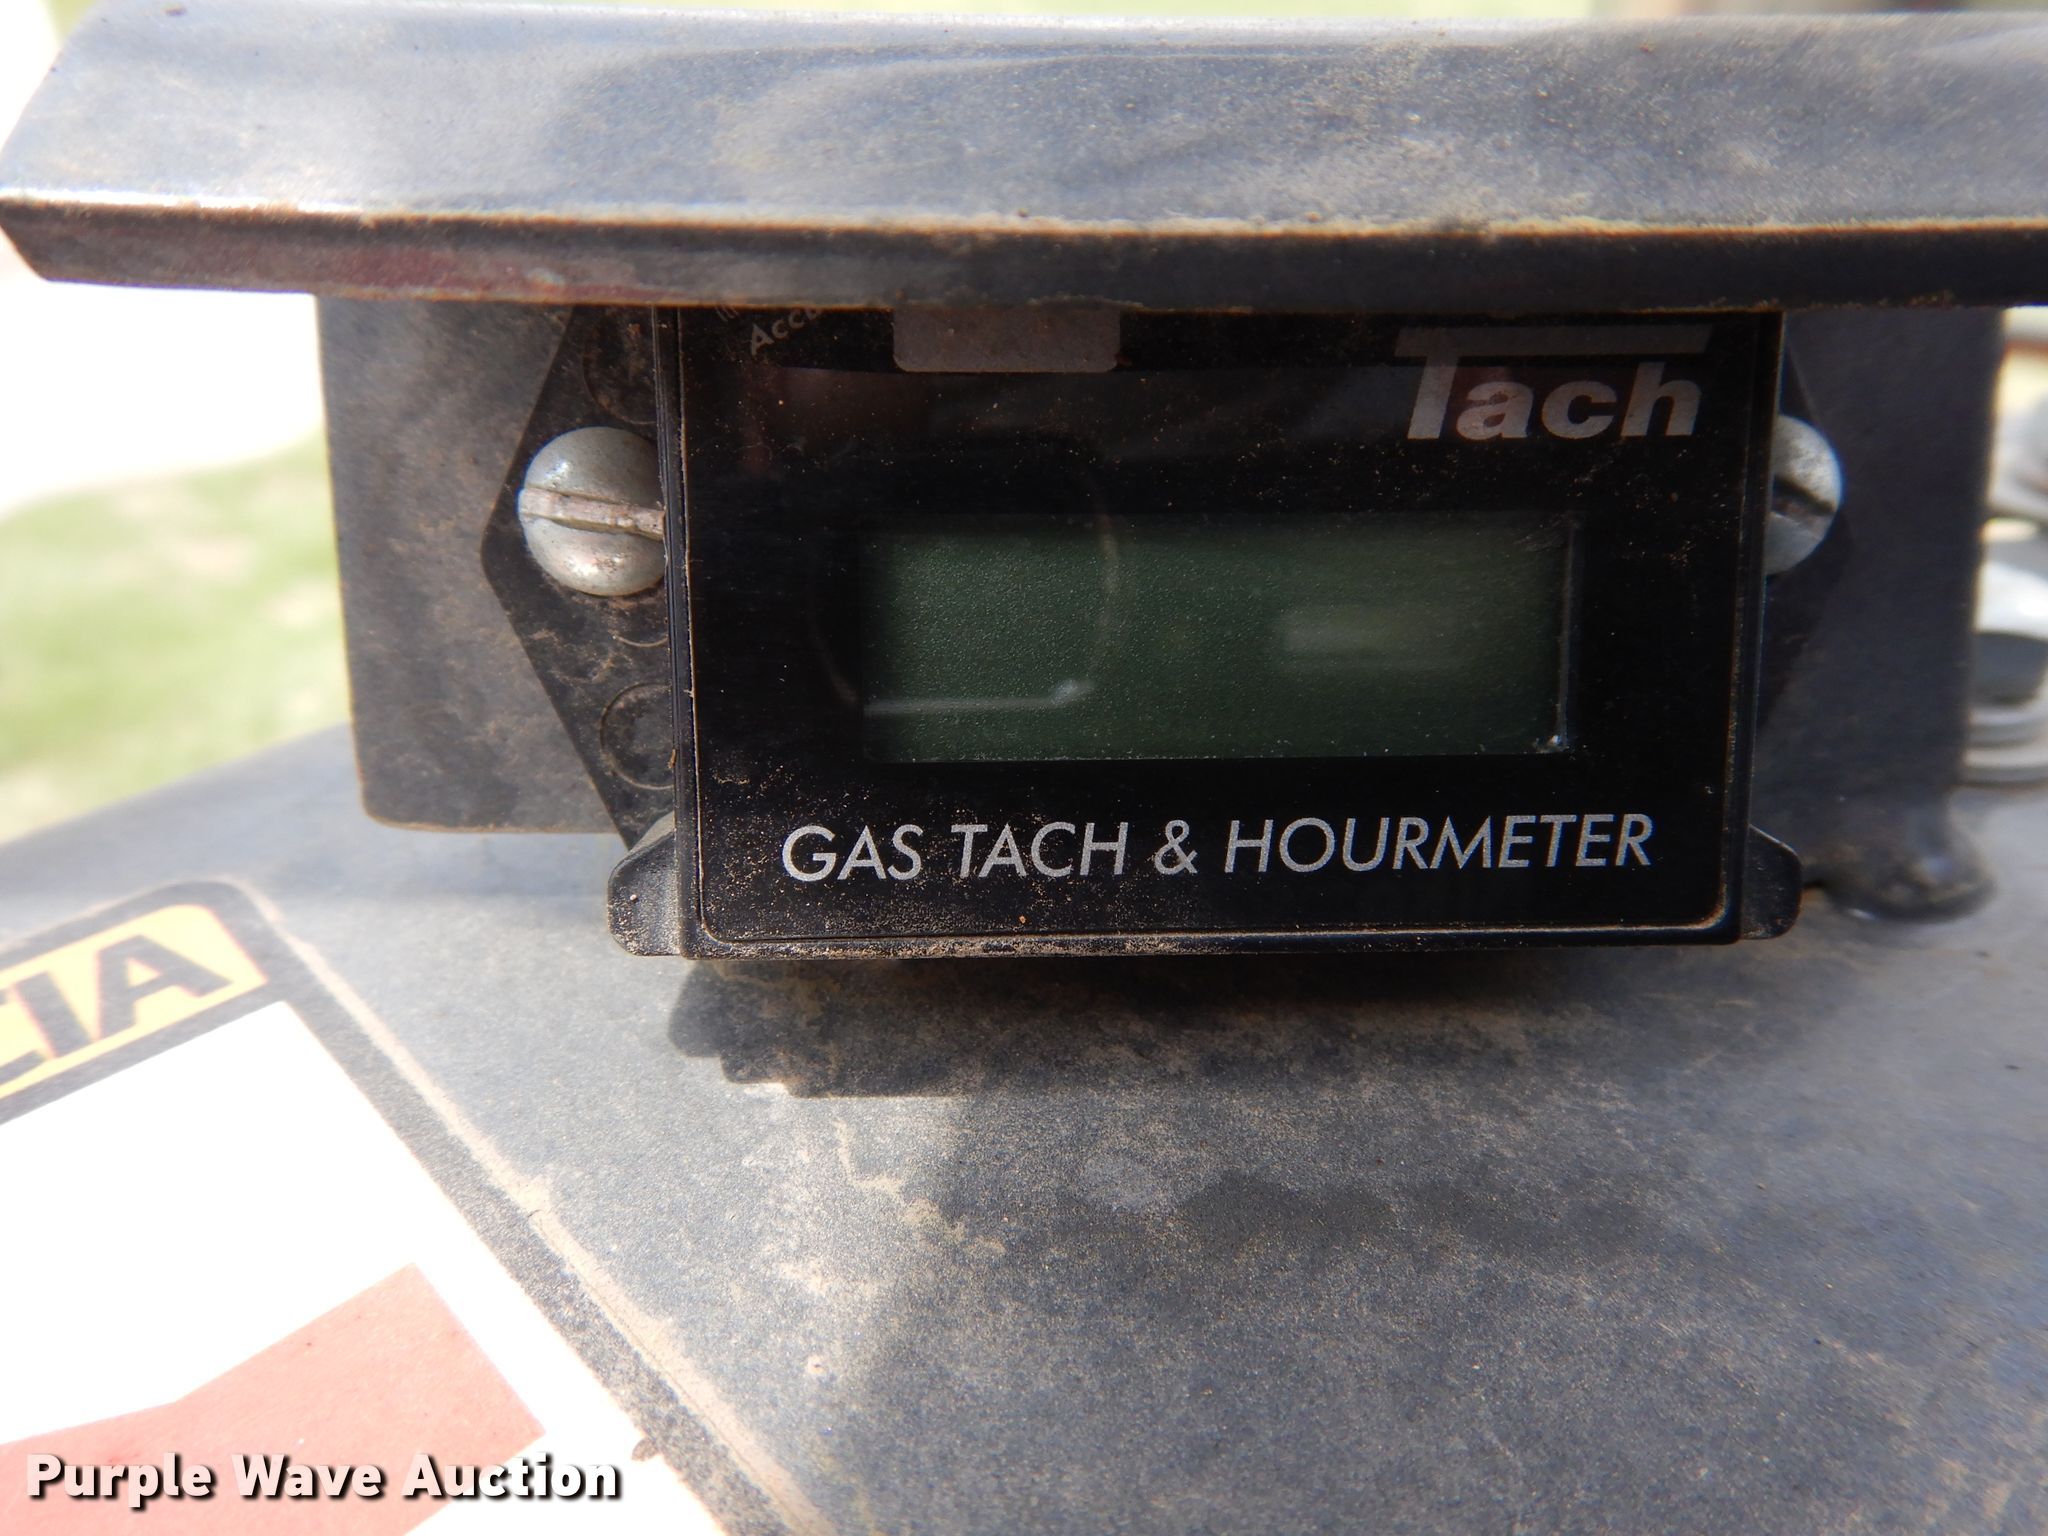 Tach
GAS TACH & HOURMETER
Purple Wave Auction